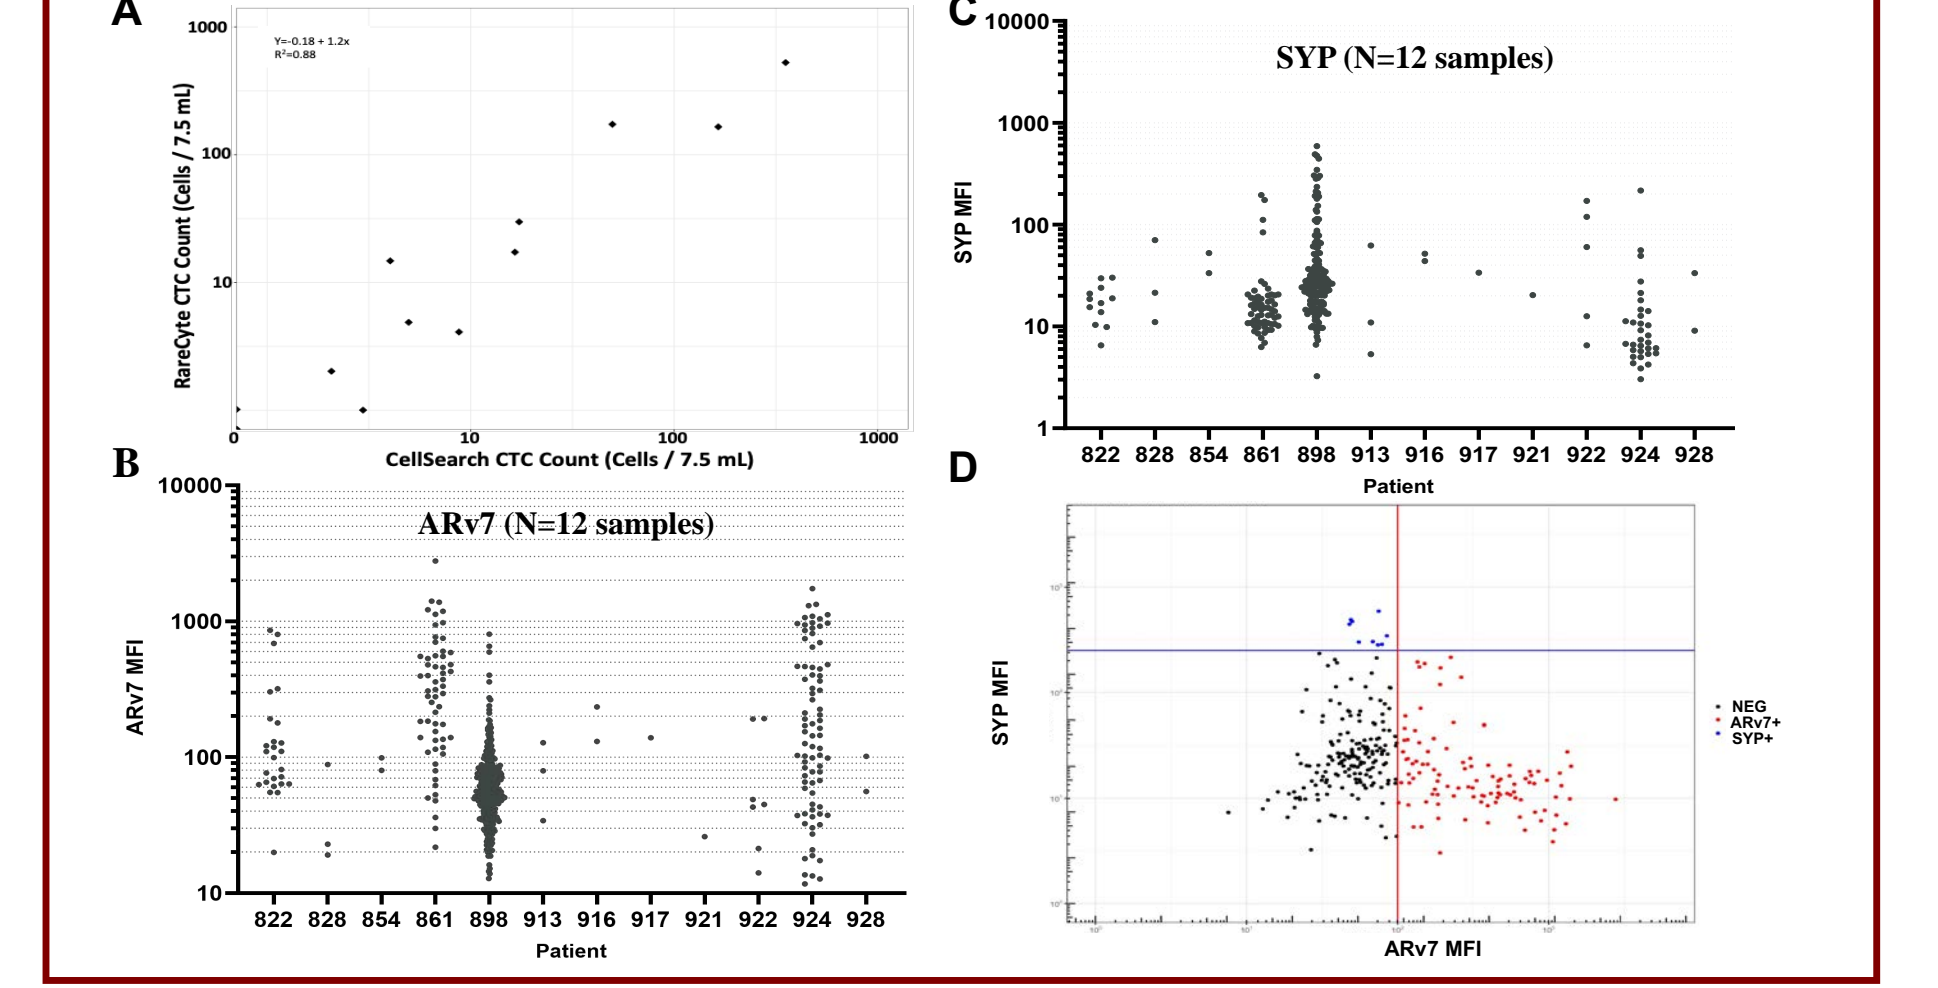 A
1000
100
10
Y=-0.18 + 1.2x
R²=0.88
RareCyte CTC Count (Cells / 7.5 mL)
0 10 100 1000
CellSearch CTC Count (Cells / 7.5 mL)
B
10000
1000
100
10
ARv7 (N=12 samples)
ARv7 MFI
822 828 854 861 898 913 916 917 921 922 924 928
Patient
C
10000
1000
100
10
1
SYP (N=12 samples)
SYP MFI
822 828 854 861 898 913 916 917 921 922 924 928
Patient
D
SYP MFI
NEG
ARv7+
SYP+
ARv7 MFI